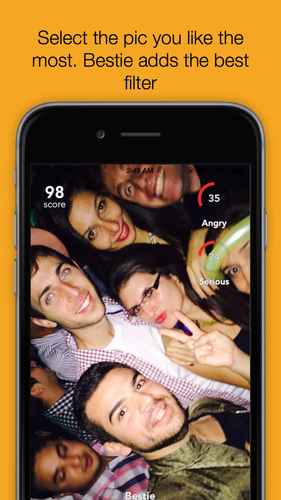 Select the pic you like the
most. Bestie adds the best
filter
2:49 AM
98
score
35
Angry
24
Serious
Bestie